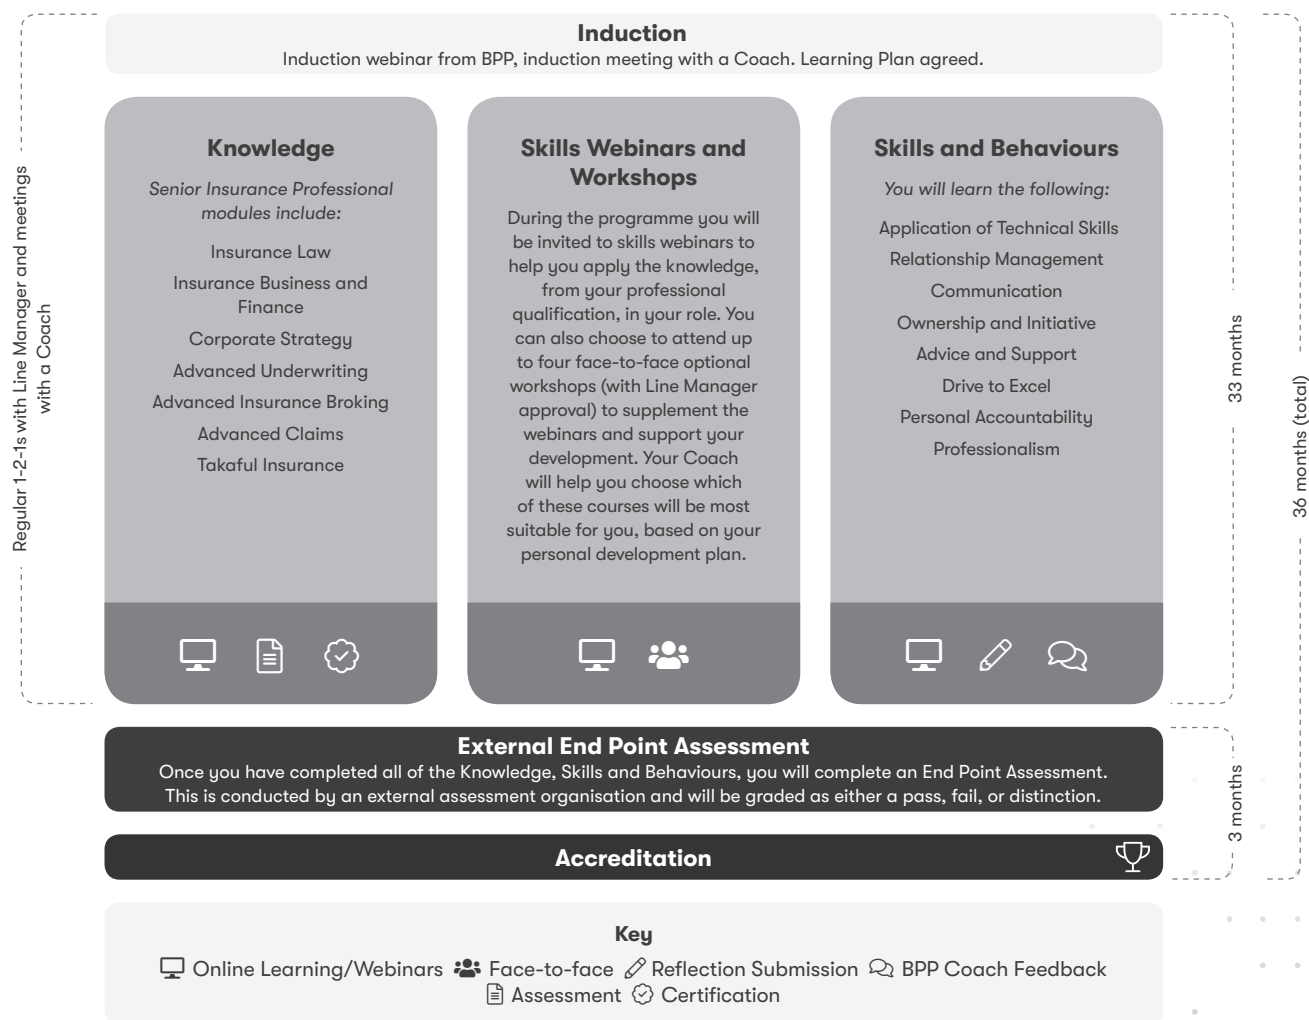 Induction
Induction webinar from BPP, induction meeting with a Coach. Learning Plan agreed.
Regular 1-2-1s with Line Manager and meetings
with a Coach
Knowledge
Senior Insurance Professional
modules include:
Insurance Law
Insurance Business and
Finance
Corporate Strategy
Advanced Underwriting
Advanced Insurance Broking
Advanced Claims
Takaful Insurance
Skills Webinars and
Workshops
During the programme you will
be invited to skills webinars to
help you apply the knowledge,
from your professional
qualification, in your role. You
can also choose to attend up
to four face-to-face optional
workshops (with Line Manager
approval) to supplement the
webinars and support your
development. Your Coach
will help you choose which
of these courses will be most
suitable for you, based on your
personal development plan.
Skills and Behaviours
You will learn the following:
Application of Technical Skills
Relationship Management
Communication
Ownership and Initiative
Advice and Support
Drive to Excel
Personal Accountability
Professionalism
33 months
36 months (total)
External End Point Assessment
Once you have completed all of the Knowledge, Skills and Behaviours, you will complete an End Point Assessment.
This is conducted by an external assessment organisation and will be graded as either a pass, fail, or distinction.
3 months
Accreditation
Key
Online Learning/Webinars Face-to-face Reflection Submission BPP Coach Feedback
Assessment Certification